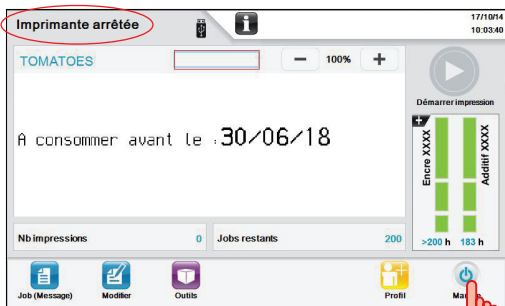 Imprimante arrêtée
17/10/14
10:03:40
TOMATOES
100%
Démarrer impression
A consommer avant le : 30/06/18
Encre XXXX
Additif XXXX
Nb impressions 0
Jobs restants 200
>200 h 183 h
Job (Message)
Modifier
Outils
Profil